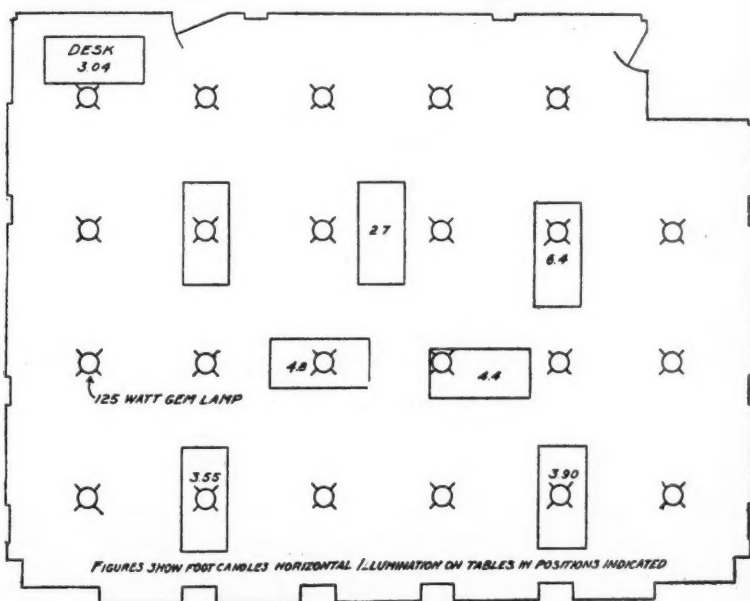 DESK
3.04
2.7
6.4
4.8
4.4
125 WATT GEM LAMP
3.55
3.90
FIGURES SHOW FOOT CANDLES HORIZONTAL ILLUMINATION ON TABLES IN POSITIONS INDICATED